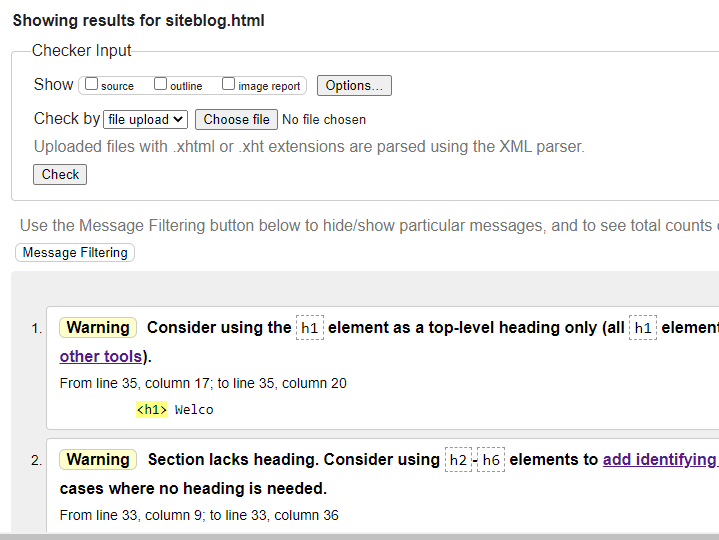 Showing results for siteblog.html
Checker Input
Show source outline image report Options...
Check by file upload Choose file No file chosen
Uploaded files with .xhtml or .xht extensions are parsed using the XML parser.
Check
Use the Message Filtering button below to hide/show particular messages, and to see total counts
Message Filtering
1. Warning Consider using the h1 element as a top-level heading only (all h1 element
other tools).
From line 35, column 17; to line 35, column 20
<h1> Welco
2. Warning Section lacks heading. Consider using h2-h6 elements to add identifying
cases where no heading is needed.
From line 33, column 9; to line 33, column 36